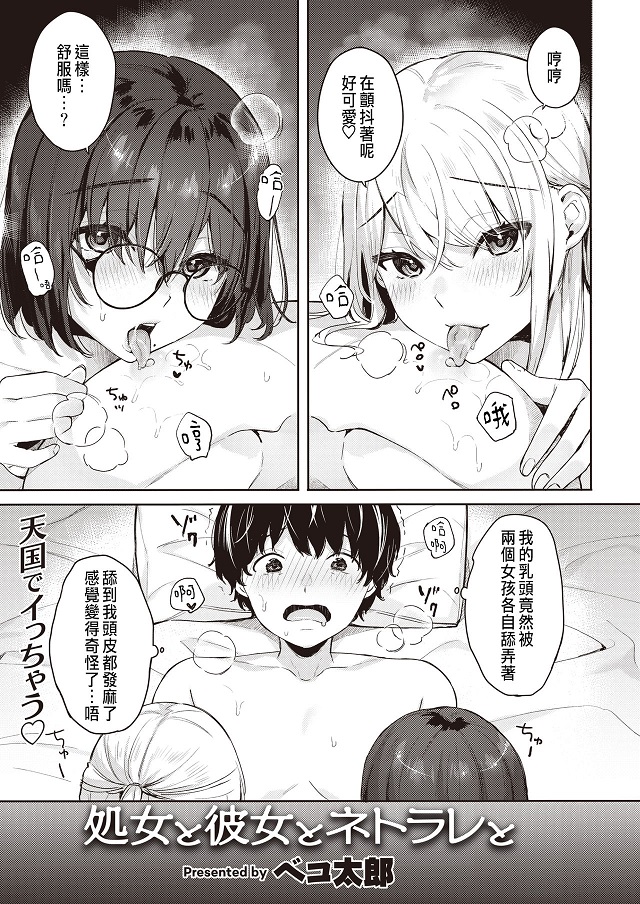 哼哼
在顫抖著呢
好可愛♡
哈
哦
ペロ
ペロ
這樣…
舒服嗎…？
哈
哈—
嗯
ちゅ
ちゅッ
哼
我的乳頭竟然被
兩個女孩各自舔弄著
哈
啊
ゾク
ゾク
啊
舔到我頭皮都發麻了
感覺變得奇怪了…唔
ちゅー
ちゅー
天国でイっちゃう♡
処女と彼女とネトラレと
Presented by ベコ太郎